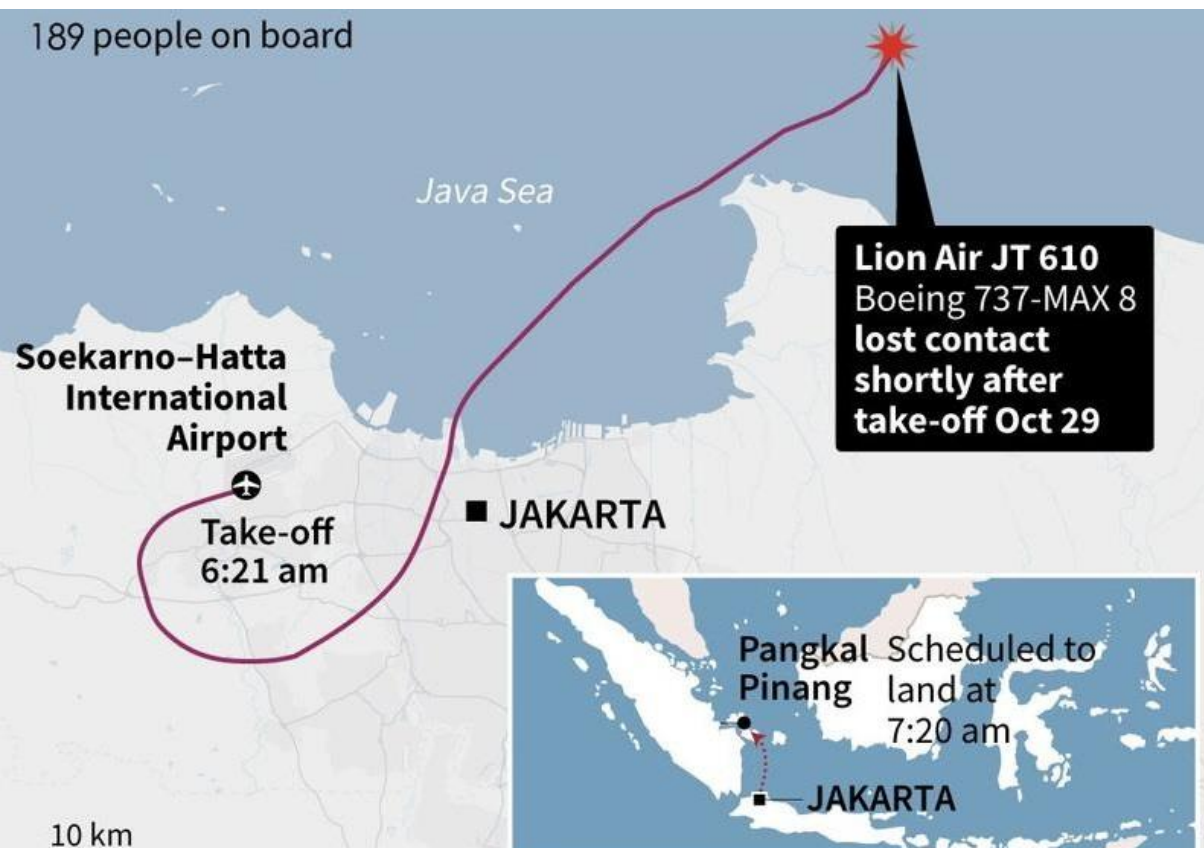 189 people on board
Java Sea
Lion Air JT 610
Boeing 737-MAX 8
lost contact
shortly after
take-off Oct 29
Soekarno–Hatta
International
Airport
Take-off
6:21 am
JAKARTA
Pangkal
Pinang
Scheduled to
land at
7:20 am
JAKARTA
10 km